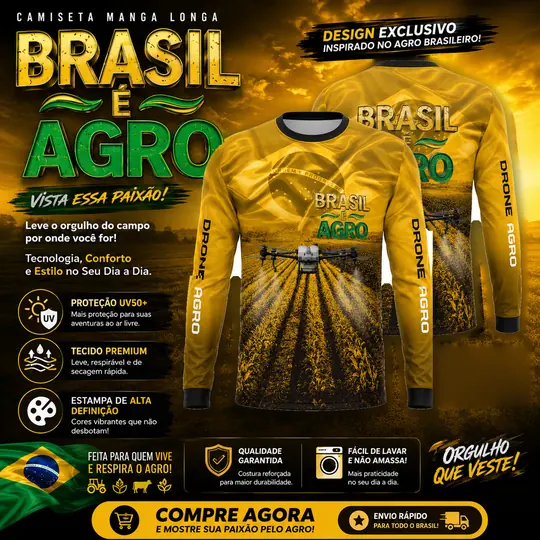 CAMISETA MANGA LONGA
BRASIL
É
AGRO
VISTA ESSA PAIXÃO!
Leve o orgulho do campo
por onde você for!
Tecnologia, Conforto
e Estilo no Seu Dia a Dia.
UV
PROTEÇÃO UV50+
Mais proteção para suas
aventuras ao ar livre.
TECIDO PREMIUM
Leve, respirável e de
secagem rápida.
ESTAMPA DE ALTA
DEFINIÇÃO
Cores vibrantes que não
desbotam!
DESIGN EXCLUSIVO
INSPIRADO NO AGRO BRASILEIRO!
BRASIL
É
AGRO
DRONE AGRO
BRASIL
É
AGRO
DRONE AGRO
DRONE AGRO
FEITA PARA QUEM VIVE
E RESPIRA O AGRO!
QUALIDADE
GARANTIDA
Costura reforçada
para maior durabilidade.
FÁCIL DE LAVAR
E NÃO AMASSA!
Mais praticidade
no seu dia a dia.
ORGULHO
QUE VESTE!
COMPRE AGORA
E MOSTRE SUA PAIXÃO PELO AGRO!
ENVIO RÁPIDO
PARA TODO O BRASIL!